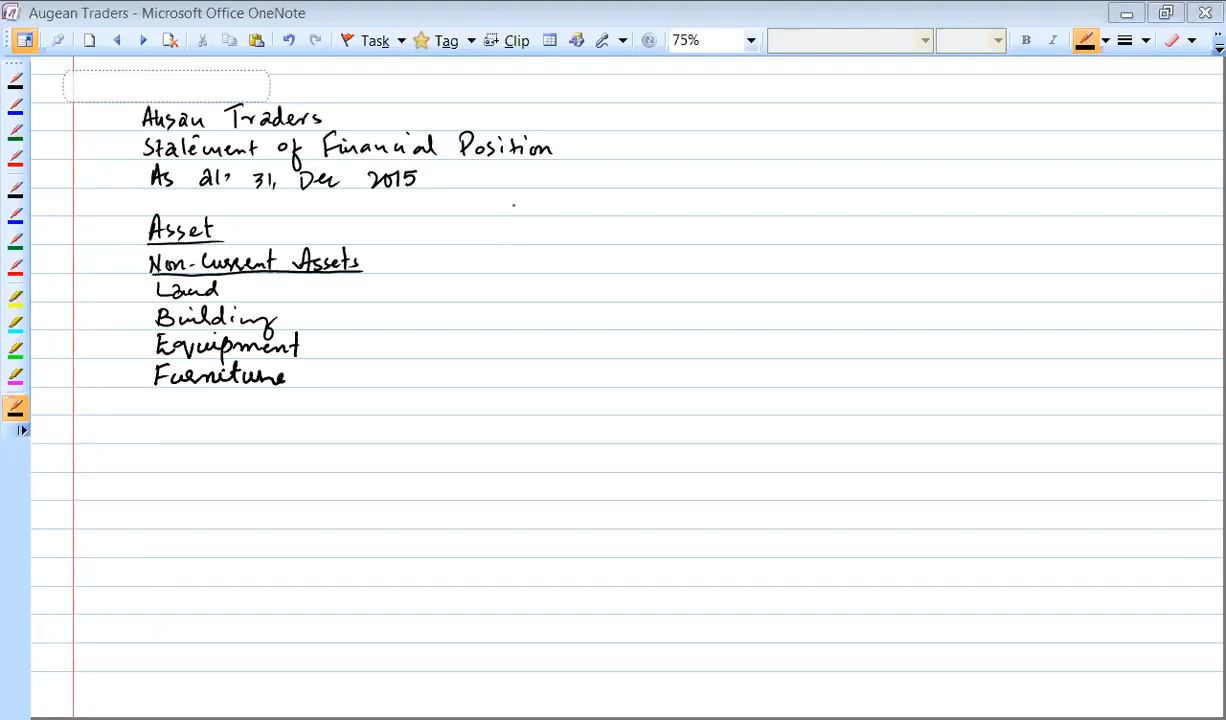 Augean Traders - Microsoft Office OneNote
Task Tag Clip 75% B I
Ahsan Traders
Statement of Financial Position
As at, 31, Dec 2015
Asset
Non-Current Assets
Land
Building
Equipment
Furniture